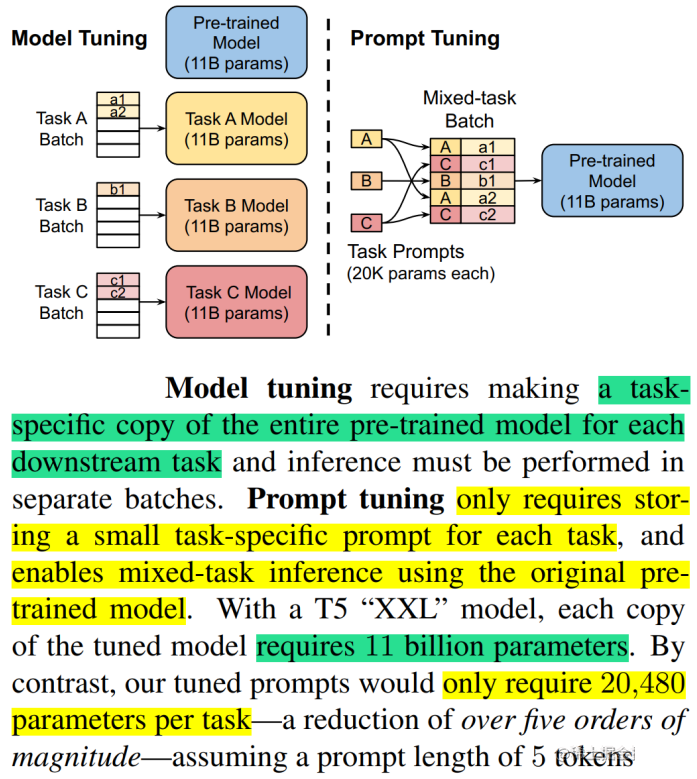 Model Tuning
Pre-trained
Model
(11B params)
Task A
Batch
a1
a2
Task A Model
(11B params)
Task B
Batch
b1
Task B Model
(11B params)
Task C
Batch
c1
c2
Task C Model
(11B params)
Prompt Tuning
Mixed-task
Batch
A
B
C
A a1
C c1
B b1
A a2
C c2
Task Prompts
(20K params each)
Pre-trained
Model
(11B params)
Model tuning requires making a task-
specific copy of the entire pre-trained model for each
downstream task and inference must be performed in
separate batches. Prompt tuning only requires stor-
ing a small task-specific prompt for each task, and
enables mixed-task inference using the original pre-
trained model. With a T5 “XXL” model, each copy
of the tuned model requires 11 billion parameters. By
contrast, our tuned prompts would only require 20,480
parameters per task—a reduction of over five orders of
magnitude—assuming a prompt length of 5 tokens